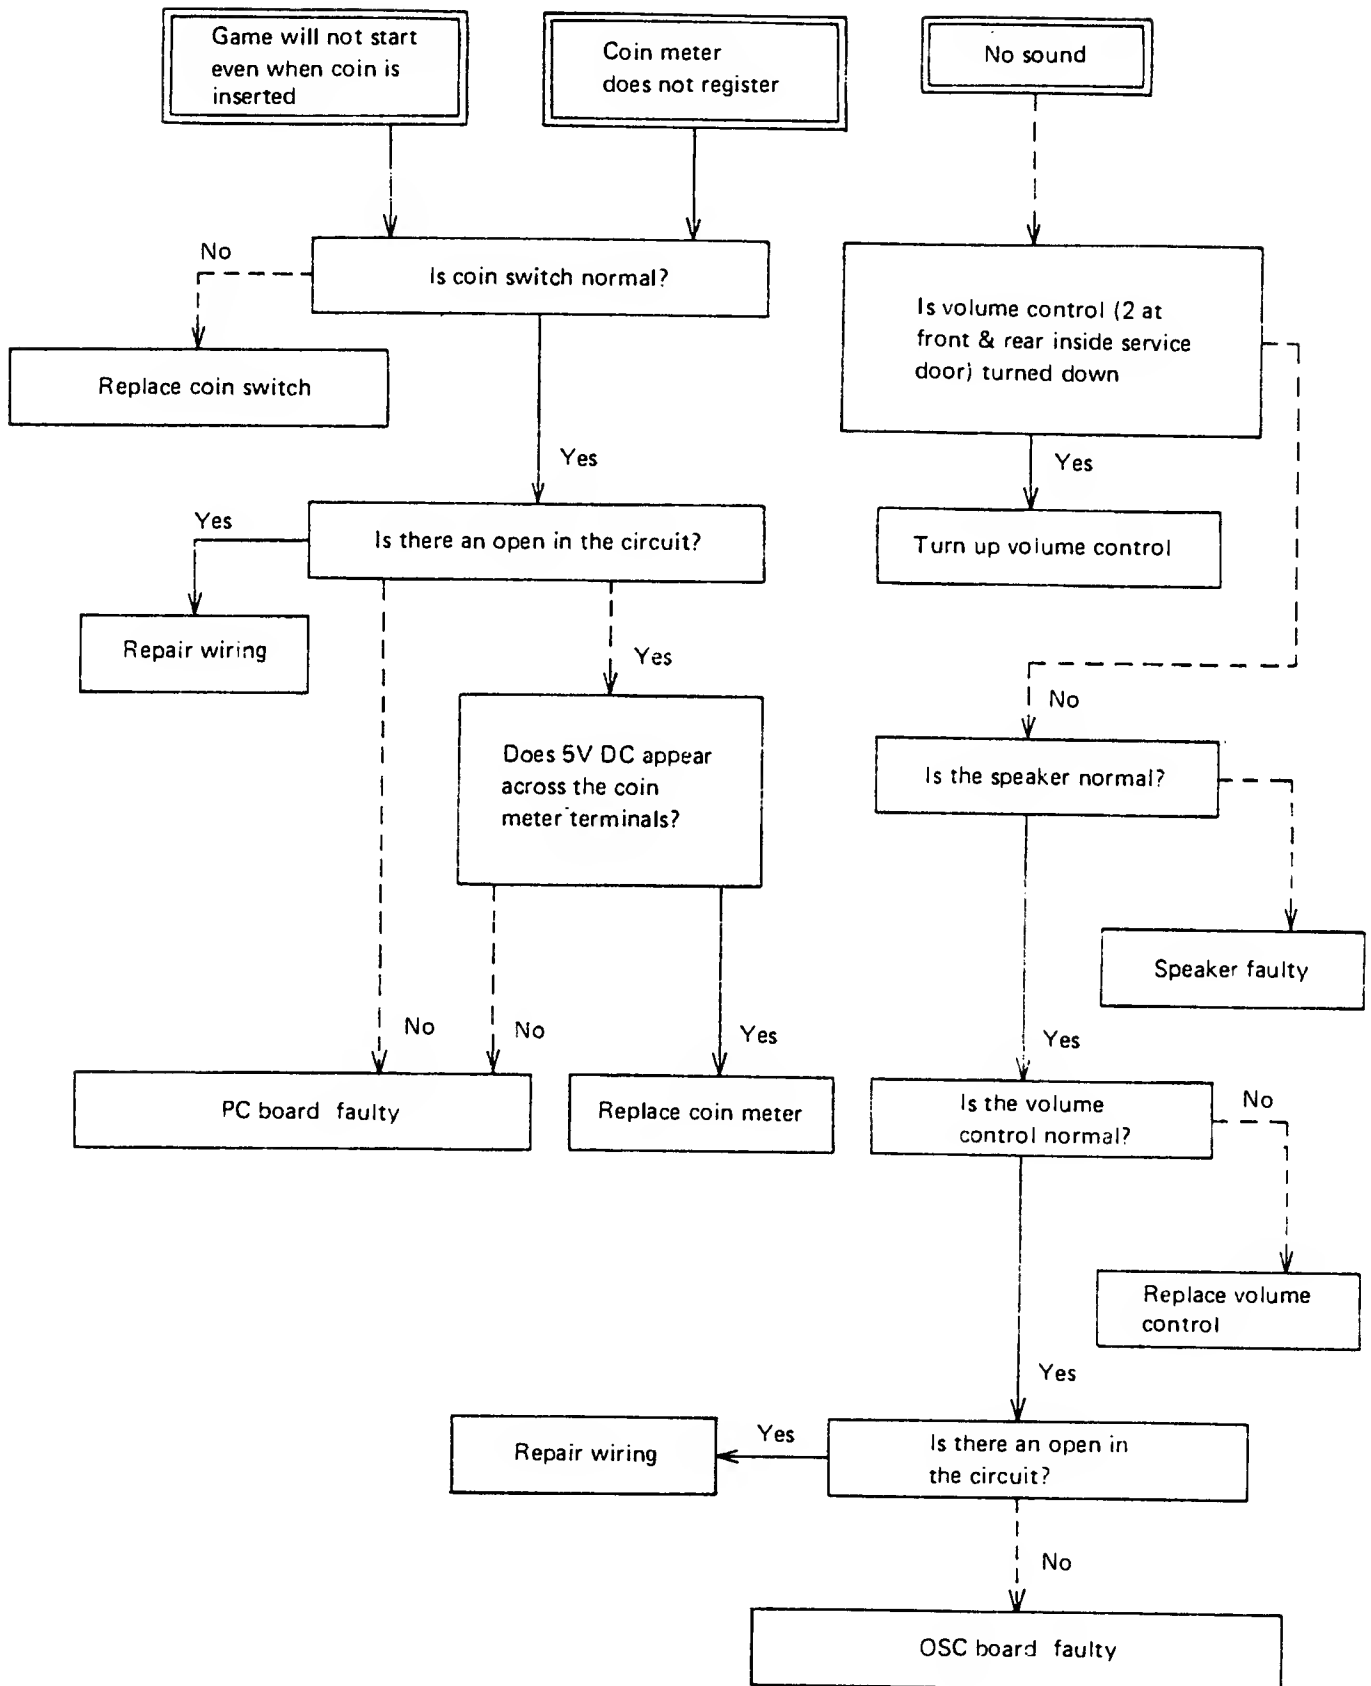 Game will not start
even when coin is
inserted
Coin meter
does not register
No sound
No
Is coin switch normal?
Replace coin switch
Yes
Is volume control (2 at
front & rear inside service
door) turned down
Yes
Turn up volume control
Yes
Is there an open in the circuit?
Repair wiring
Yes
No
Does 5V DC appear
across the coin
meter terminals?
Is the speaker normal?
Speaker faulty
No
No
Yes
Yes
PC board faulty
Replace coin meter
Is the volume
control normal?
No
Replace volume
control
Yes
Repair wiring
Yes
Is there an open in
the circuit?
No
OSC board faulty